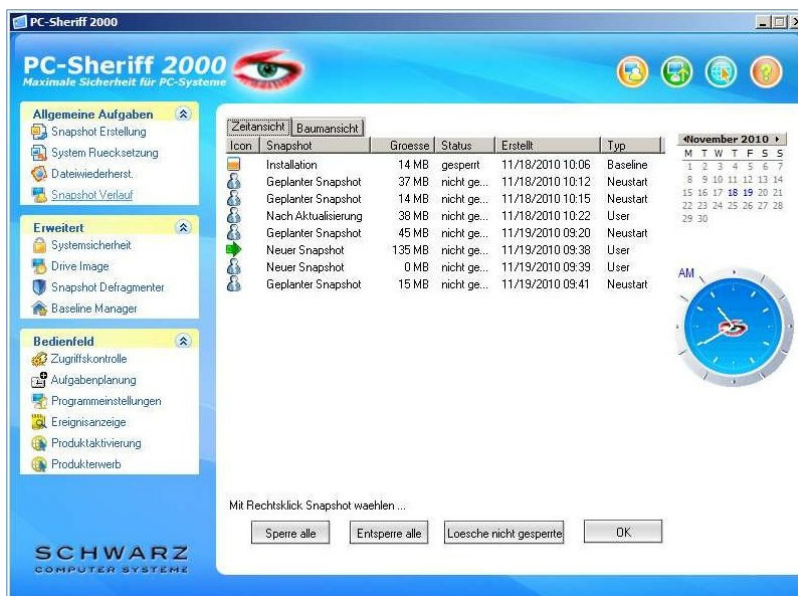 PC-Sheriff 2000
PC-Sheriff 2000
Maximale Sicherheit für PC-Systeme
Allgemeine Aufgaben
Snapshot Erstellung
System Ruecksetzung
Dateiwiederherst.
Snapshot Verlauf
Erweitert
Systemsicherheit
Drive Image
Snapshot Defragmenter
Baseline Manager
Bedienfeld
Zugriffskontrolle
Aufgabenplanung
Programmeinstellungen
Ereignisanzeige
Produktaktivierung
Produkterwerb
SCHWARZ
COMPUTER SYSTEME
Zeitansicht Baumansicht
Icon Snapshot Groesse Status Erstellt Typ
Installation 14 MB gesperrt 11/18/2010 10:06 Baseline
Geplanter Snapshot 37 MB nicht ge... 11/18/2010 10:12 Neustart
Geplanter Snapshot 14 MB nicht ge... 11/18/2010 10:15 Neustart
Nach Aktualisierung 38 MB nicht ge... 11/18/2010 10:22 User
Geplanter Snapshot 45 MB nicht ge... 11/19/2010 09:20 Neustart
Neuer Snapshot 135 MB nicht ge... 11/19/2010 09:38 User
Neuer Snapshot 0 MB nicht ge... 11/19/2010 09:39 User
Geplanter Snapshot 15 MB nicht ge... 11/19/2010 09:41 Neustart
Mit Rechtsklick Snapshot waehlen ...
Sperre alle Entsperre alle Loesche nicht gesperrte OK
November 2010
M T W T F S S
1 2 3 4 5 6 7
8 9 10 11 12 13 14
15 16 17 18 19 20 21
22 23 24 25 26 27 28
29 30
AM